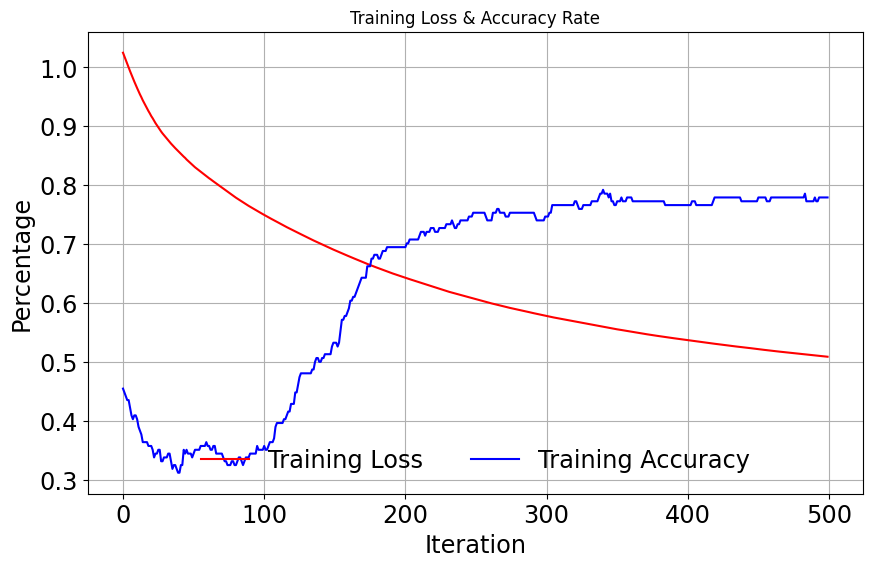 Training Loss & Accuracy Rate
1.0
0.9
0.8
0.7
0.6
0.5
0.4
0.3
Percentage
Training Loss Training Accuracy
0 100 200 300 400 500
Iteration